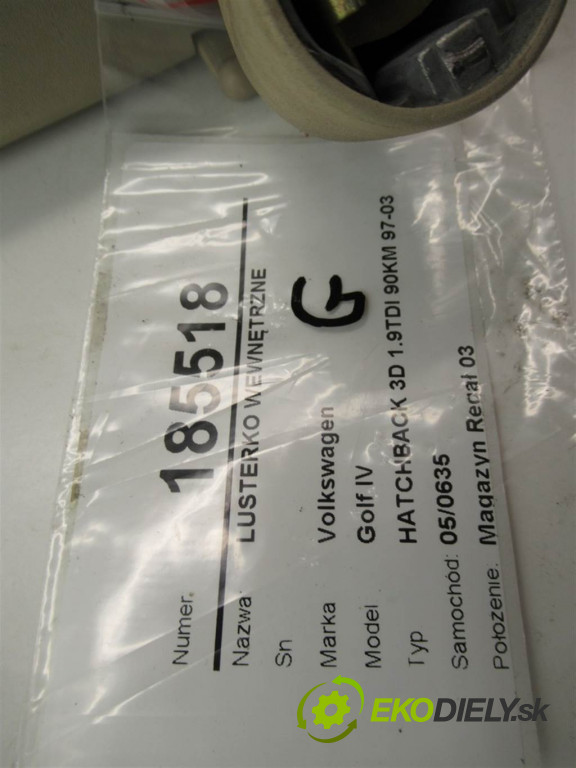 Numer. 185518
Nazwa. LUSTERKO WEWNĘTRZNE
Sn
G
Marka Volkswagen
Model Golf IV
Typ HATCHBACK 3D 1.9TDI 90KM 97-03
Samochód: 05/0635
Położenie. Magazyn Regał 03
EKODIELY.sk